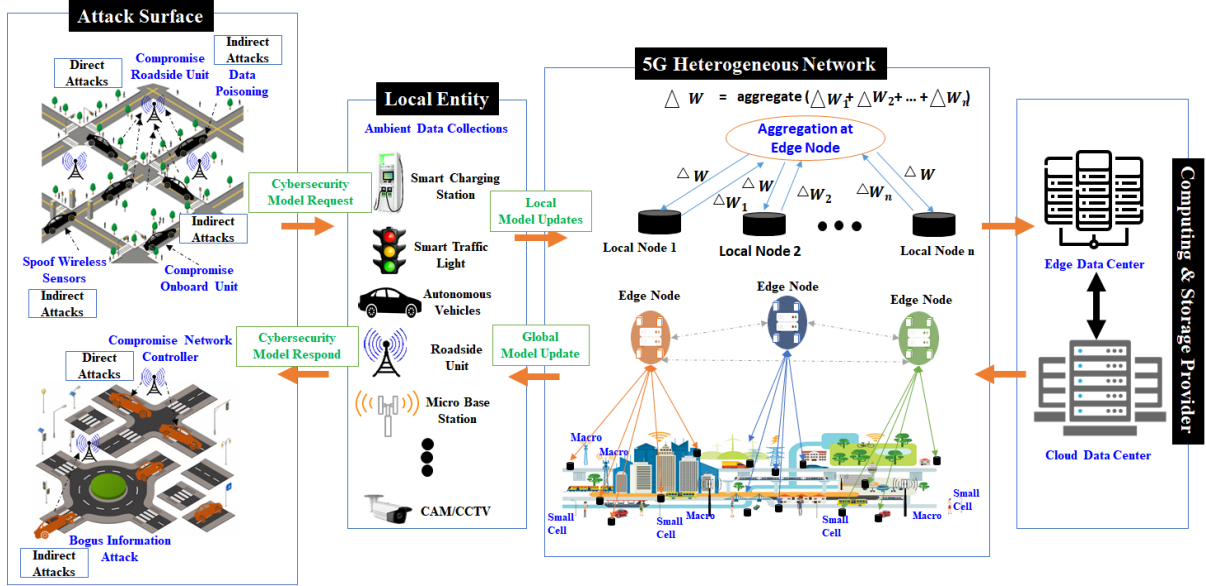 Attack Surface
Indirect
Attacks
Compromise
Roadside Unit
Direct
Attacks
Data
Poisoning
Indirect
Attacks
Spoof Wireless
Sensors
Compromise
Onboard Unit
Indirect
Attacks
Compromise Network
Controller
Direct
Attacks
Bogus Information
Attack
Indirect
Attacks
Cybersecurity
Model Request
Cybersecurity
Model Respond
Local Entity
Ambient Data Collections
Smart Charging
Station
Smart Traffic
Light
Autonomous
Vehicles
Roadside
Unit
Micro Base
Station
CAM/CCTV
Local
Model Updates
Global
Model Update
5G Heterogeneous Network
△ W = aggregate (△W1+ △W2+ ... + △Wn)
Aggregation at
Edge Node
△W
△W1
△W
△W2
△Wn
△W
Local Node 1
Local Node 2
Local Node n
Edge Node
Edge Node
Edge Node
Macro
Macro
Small
Cell
Small
Cell
Macro
Small
Cell
Macro
Small
Cell
Edge Data Center
Cloud Data Center
Computing & Storage Provider